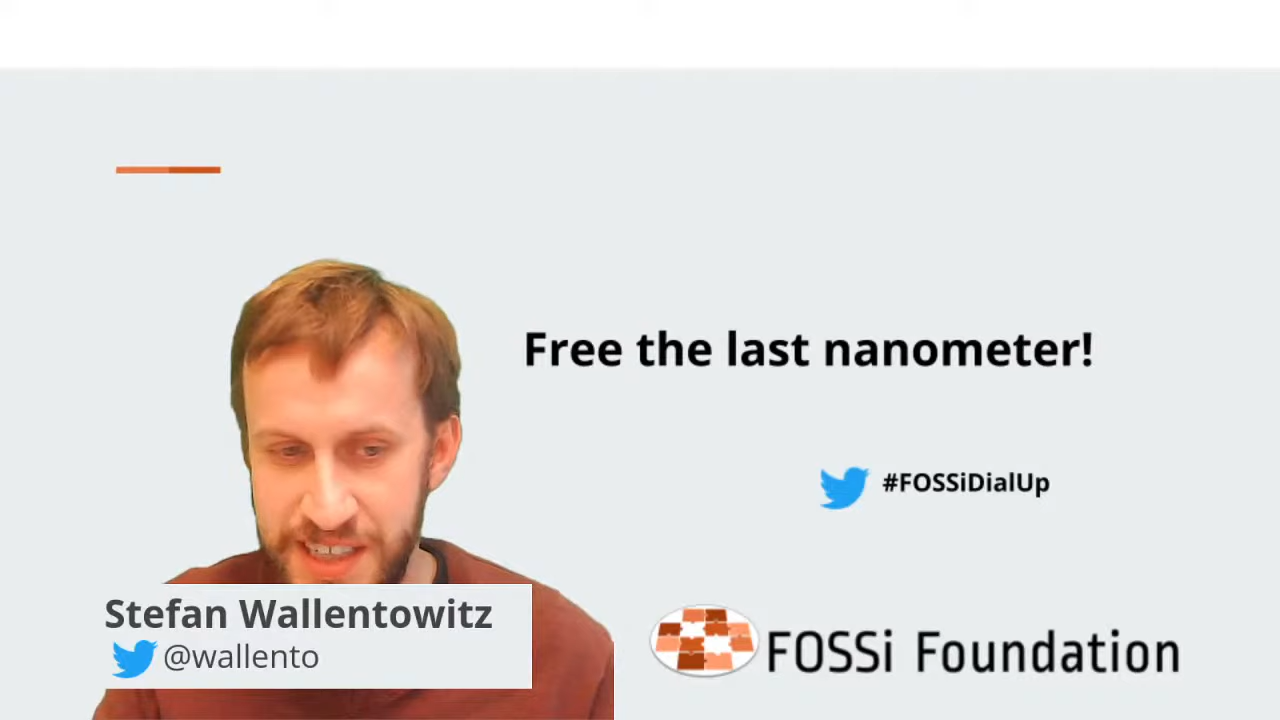 Free the last nanometer!
#FOSSiDialUp
Stefan Wallentowitz
@wallento
FOSSi Foundation